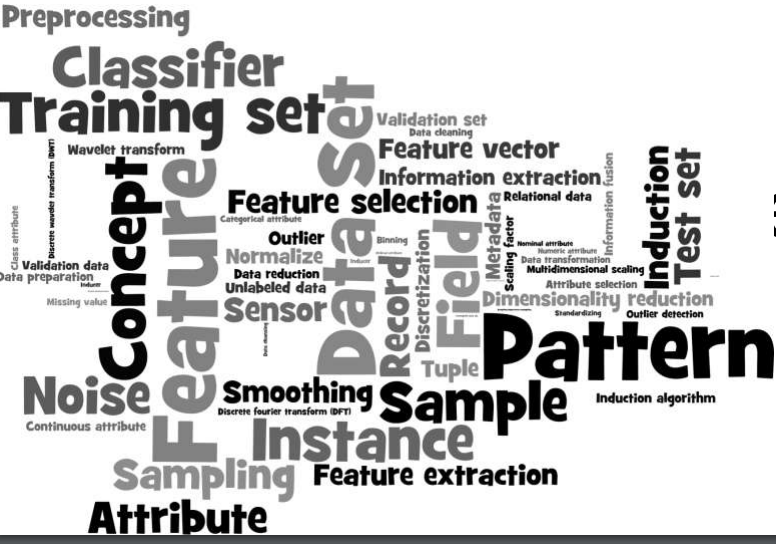 Preprocessing
Classifier
Training set
Data Set
Validation set
Data cleaning
Wavelet transform
Discrete wavelet transform (DWT)
Feature vector
Concept
Feature
Information extraction
Information fusion
Induction
Test set
Feature selection
Metadata
Relational data
Class attribute
Categorical attribute
Scaling factor
Outlier
Binning
Field
Discretization
Nominal attribute
Numeric attribute
Normalize
Inducer
Record
Data transformation
Validation data
Data reduction
Multidimensional scaling
Data preparation
Inducer
Unlabeled data
Attribute selection
Missing value
Sensor
Dimensionality reduction
Standardizing
Outlier detection
Pattern
Tuple
Noise
Smoothing
Sample
Induction algorithm
Discrete fourier transform (DFT)
Continuous attribute
Instance
Sampling
Feature extraction
Attribute